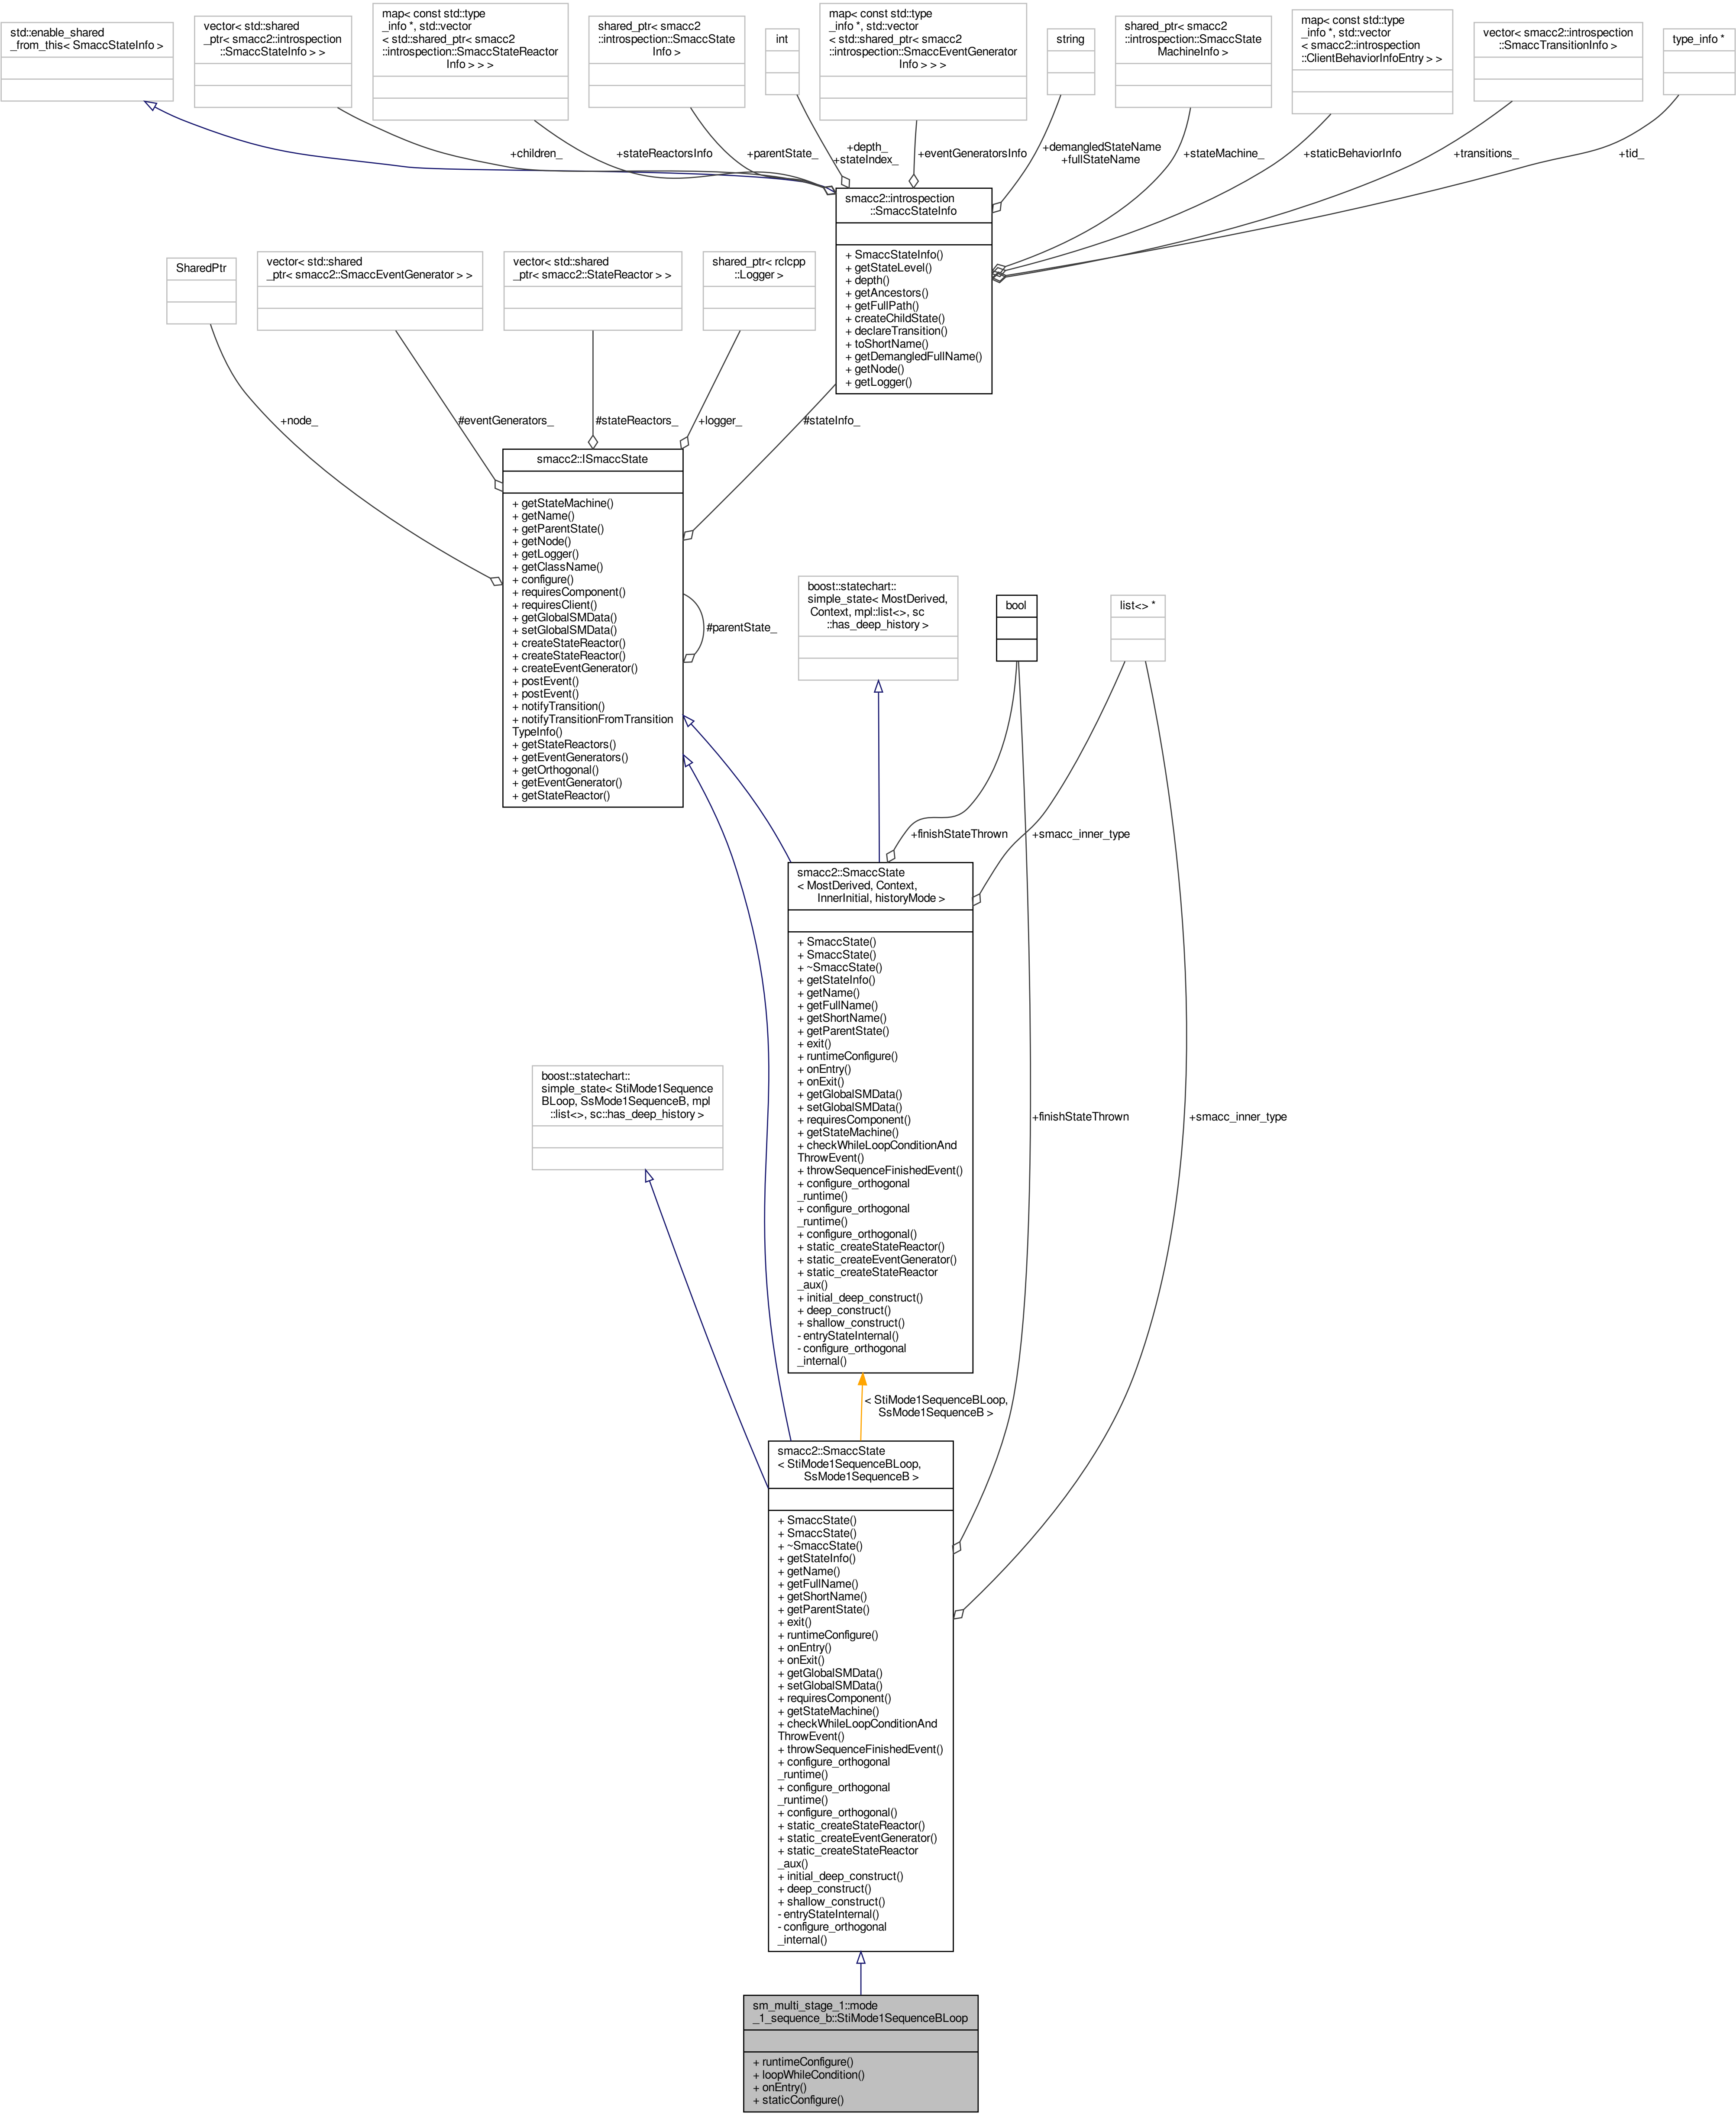 std::enable_shared
_from_this< SmaccStateInfo >
vector< std::shared
_ptr< smacc2::introspection
::SmaccStateInfo > >
map< const std::type
_info *, std::vector
< std::shared_ptr< smacc2
::introspection::SmaccStateReactor
Info > > >
shared_ptr< smacc2
::introspection::SmaccState
Info >
int
map< const std::type
_info *, std::vector
< std::shared_ptr< smacc2
::introspection::SmaccEventGenerator
Info > > >
string
shared_ptr< smacc2
::introspection::SmaccState
MachineInfo >
map< const std::type
_info *, std::vector
< smacc2::introspection
::ClientBehaviorInfoEntry > >
vector< smacc2::introspection
::SmaccTransitionInfo >
type_info *
+children_
+stateReactorsInfo
+parentState_
+depth_
+stateIndex_
+eventGeneratorsInfo
+demangledStateName
+fullStateName
+stateMachine_
+staticBehaviorInfo
+transitions_
+tid_
smacc2::introspection
::SmaccStateInfo
+ SmaccStateInfo()
+ getStateLevel()
+ depth()
+ getAncestors()
+ getFullPath()
+ createChildState()
+ declareTransition()
+ toShortName()
+ getDemangledFullName()
+ getNode()
+ getLogger()
SharedPtr
vector< std::shared
_ptr< smacc2::SmaccEventGenerator > >
vector< std::shared
_ptr< smacc2::StateReactor > >
shared_ptr< rclcpp
::Logger >
+node_
#eventGenerators_
#stateReactors_
+logger_
#stateInfo_
smacc2::ISmaccState
+ getStateMachine()
+ getName()
+ getParentState()
+ getNode()
+ getLogger()
+ getClassName()
+ configure()
+ requiresComponent()
+ requiresClient()
+ getGlobalSMData()
+ setGlobalSMData()
+ createStateReactor()
+ createStateReactor()
+ createEventGenerator()
+ postEvent()
+ postEvent()
+ notifyTransition()
+ notifyTransitionFromTransition
TypeInfo()
+ getStateReactors()
+ getEventGenerators()
+ getOrthogonal()
+ getEventGenerator()
+ getStateReactor()
#parentState_
boost::statechart::
simple_state< MostDerived,
Context, mpl::list<>, sc
::has_deep_history >
bool
list<> *
+finishStateThrown
+smacc_inner_type
smacc2::SmaccState
< MostDerived, Context,
InnerInitial, historyMode >
+ SmaccState()
+ SmaccState()
+ ~SmaccState()
+ getStateInfo()
+ getName()
+ getFullName()
+ getShortName()
+ getParentState()
+ exit()
+ runtimeConfigure()
+ onEntry()
+ onExit()
+ getGlobalSMData()
+ setGlobalSMData()
+ requiresComponent()
+ getStateMachine()
+ checkWhileLoopConditionAnd
ThrowEvent()
+ throwSequenceFinishedEvent()
+ configure_orthogonal
_runtime()
+ configure_orthogonal
_runtime()
+ configure_orthogonal()
+ static_createStateReactor()
+ static_createEventGenerator()
+ static_createStateReactor
_aux()
+ initial_deep_construct()
+ deep_construct()
+ shallow_construct()
- entryStateInternal()
- configure_orthogonal
_internal()
boost::statechart::
simple_state< StiMode1Sequence
BLoop, SsMode1SequenceB, mpl
::list<>, sc::has_deep_history >
+finishStateThrown
+smacc_inner_type
< StiMode1SequenceBLoop,
SsMode1SequenceB >
smacc2::SmaccState
< StiMode1SequenceBLoop,
SsMode1SequenceB >
+ SmaccState()
+ SmaccState()
+ ~SmaccState()
+ getStateInfo()
+ getName()
+ getFullName()
+ getShortName()
+ getParentState()
+ exit()
+ runtimeConfigure()
+ onEntry()
+ onExit()
+ getGlobalSMData()
+ setGlobalSMData()
+ requiresComponent()
+ getStateMachine()
+ checkWhileLoopConditionAnd
ThrowEvent()
+ throwSequenceFinishedEvent()
+ configure_orthogonal
_runtime()
+ configure_orthogonal
_runtime()
+ configure_orthogonal()
+ static_createStateReactor()
+ static_createEventGenerator()
+ static_createStateReactor
_aux()
+ initial_deep_construct()
+ deep_construct()
+ shallow_construct()
- entryStateInternal()
- configure_orthogonal
_internal()
sm_multi_stage_1::mode
_1_sequence_b::StiMode1SequenceBLoop
+ runtimeConfigure()
+ loopWhileCondition()
+ onEntry()
+ staticConfigure()